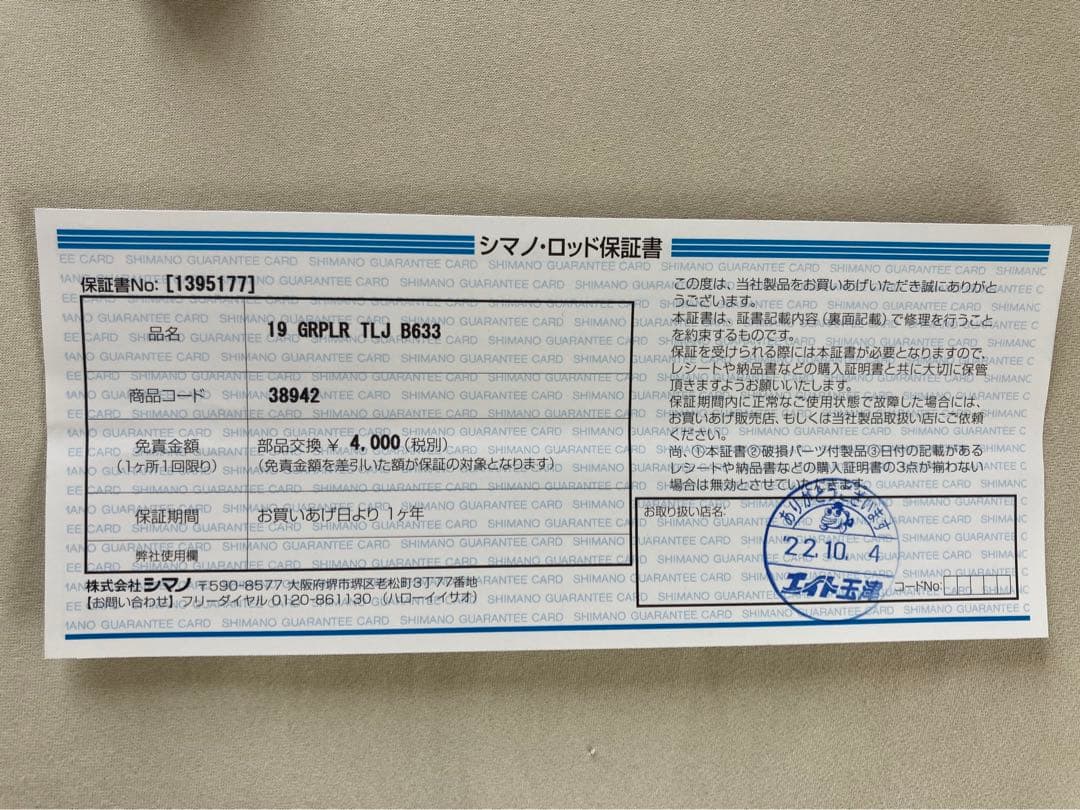 シマノ・ロッド保証書
保証書No: [1395177]
品名 19 GRPLR TLJ B633
商品コード 38942
免責金額 部品交換 ¥ 4,000 (税別)
(1ヶ所1回限り) (免責金額を差引いた額が保証の対象となります)
保証期間 お買いあげ日より 1ヶ年
弊社使用欄
株式会社シマノ 〒590-8577 大阪府堺市堺区老松町3丁77番地
【お問い合わせ】フリーダイヤル 0120-861130 (ハローイイサオ)
この度は、当社製品をお買いあげいただき誠にありがと
うございます。
本証書は、証書記載内容(裏面記載)で修理を行うこと
を約束するものです。
保証を受けられる際には本証書が必要となりますので、
レシートや納品書などの購入証明書と共に大切に保管
頂きますようお願いいたします。
保証期間内に正常なご使用状態で故障した場合には、
お買いあげ販売店、もしくは当社製品取扱い店にご依頼
ください。
尚、①本証書②破損パーツ付製品③日付の記載がある
レシートや納品書などの購入証明書の3点が揃わない
場合は無効とさせていただきます。
お取り扱い店名:
ありがとうございます
'22.10.-4
エイト玉津
コードNo.
SHIMANO GUARANTEE CARD